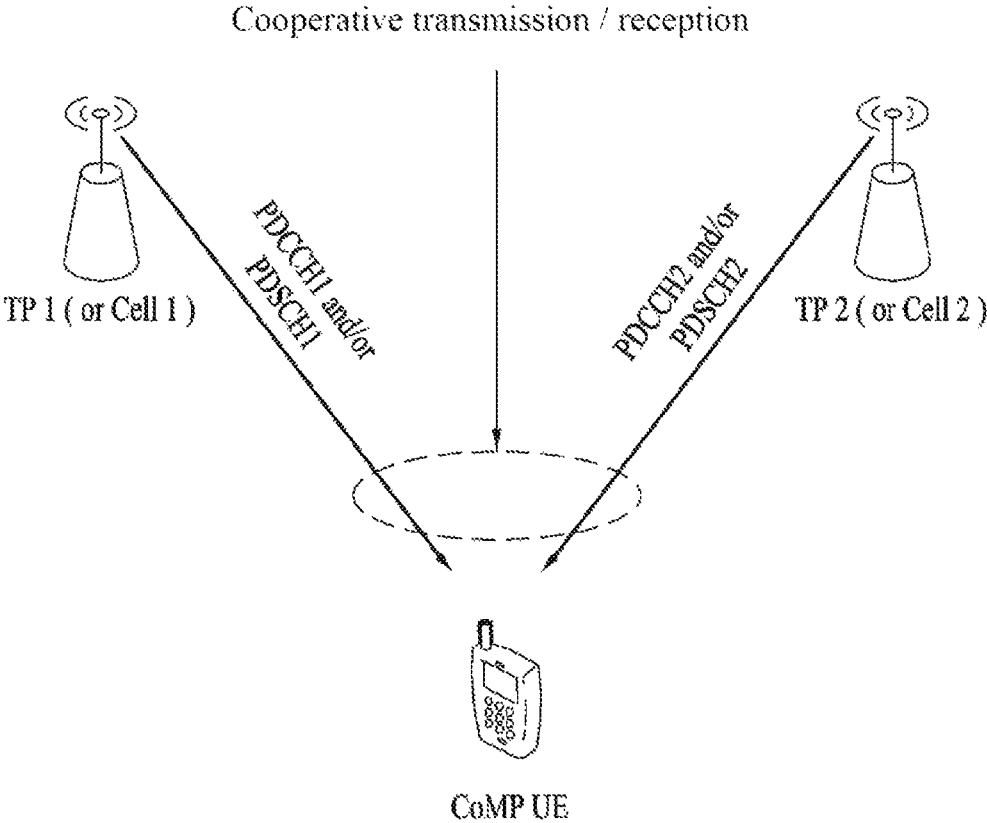 Cooperative transmission / reception
PDCCH1 and/or
PDSCH1
PDCCH2 and/or
PDSCH2
TP 1 ( or Cell 1 )
TP 2 ( or Cell 2 )
CoMP UE